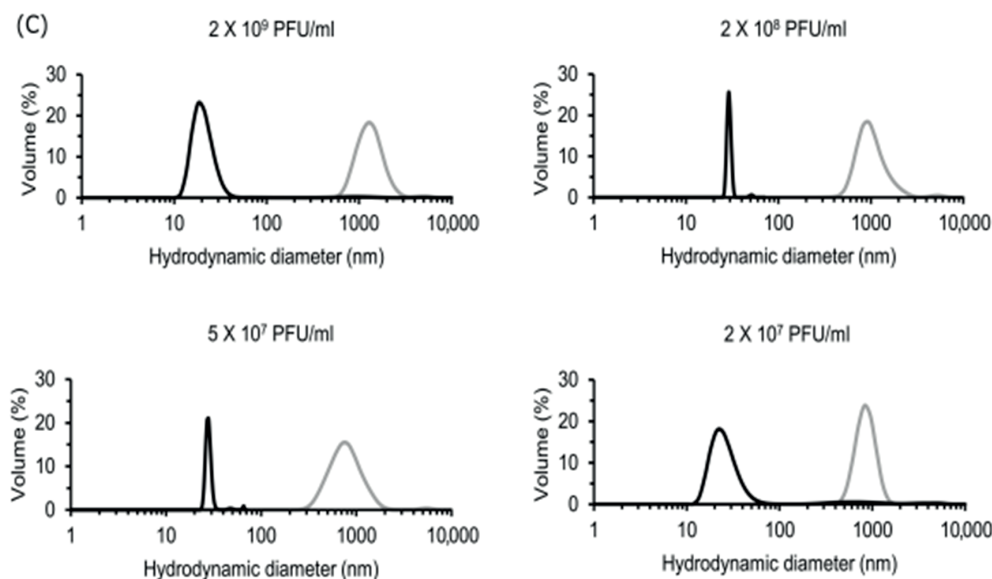 (C)
2 X 10⁹ PFU/ml
30
20
10
0
Volume (%)
1 10 100 1000 10,000
Hydrodynamic diameter (nm)
2 X 10⁸ PFU/ml
30
20
10
0
Volume (%)
1 10 100 1000 10,000
Hydrodynamic diameter (nm)
5 X 10⁷ PFU/ml
30
20
10
0
Volume (%)
1 10 100 1000 10,000
Hydrodynamic diameter (nm)
2 X 10⁷ PFU/ml
30
20
10
0
Volume (%)
1 10 100 1000 10,000
Hydrodynamic diameter (nm)